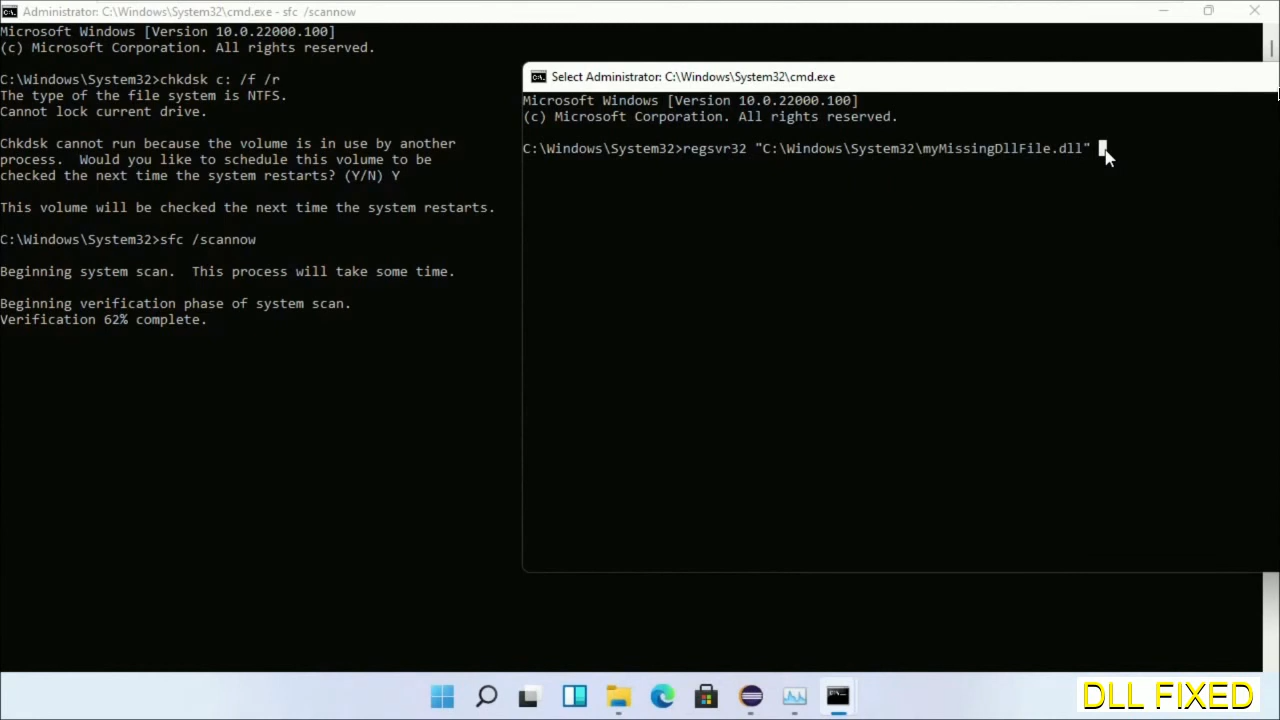 Administrator: C:\Windows\System32\cmd.exe - sfc /scannow
Microsoft Windows [Version 10.0.22000.100]
(c) Microsoft Corporation. All rights reserved.
C:\Windows\System32>chkdsk c: /f /r
The type of the file system is NTFS.
Cannot lock current drive.
Chkdsk cannot run because the volume is in use by another
process.  Would you like to schedule this volume to be
checked the next time the system restarts? (Y/N) Y
This volume will be checked the next time the system restarts.
C:\Windows\System32>sfc /scannow
Beginning system scan.  This process will take some time.
Beginning verification phase of system scan.
Verification 62% complete.
Select Administrator: C:\Windows\System32\cmd.exe
Microsoft Windows [Version 10.0.22000.100]
(c) Microsoft Corporation. All rights reserved.
C:\Windows\System32>regsvr32 "C:\Windows\System32\myMissingDllFile.dll"
DLL FIXED